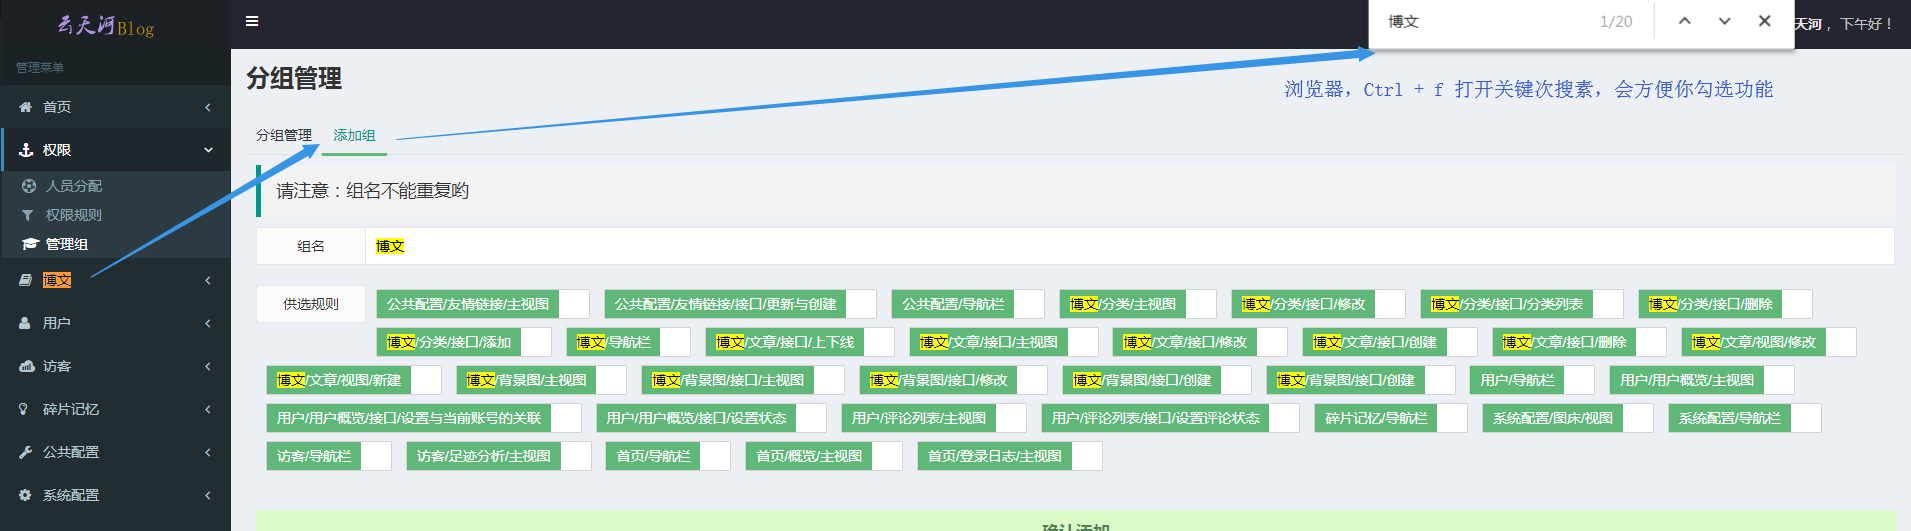 云天河Blog
博文 1/20
天河，下午好！
管理菜单
首页
权限
人员分配
权限规则
管理组
博文
用户
访客
碎片记忆
公共配置
系统配置
分组管理
浏览器，Ctrl + f 打开关键次搜素，会方便你勾选功能
分组管理 添加组
请注意：组名不能重复哟
组名 博文
供选规则 公共配置/友情链接/主视图 公共配置/友情链接/接口/更新与创建 公共配置/导航栏 博文/分类/主视图 博文/分类/接口/修改 博文/分类/接口/分类列表 博文/分类/接口/删除
博文/分类/接口/添加 博文/导航栏 博文/文章/接口/上下线 博文/文章/接口/主视图 博文/文章/接口/修改 博文/文章/接口/创建 博文/文章/接口/删除 博文/文章/视图/修改
博文/文章/视图/新建 博文/背景图/主视图 博文/背景图/接口/主视图 博文/背景图/接口/修改 博文/背景图/接口/创建 博文/背景图/接口/创建 用户/导航栏 用户/用户概览/主视图
用户/用户概览/接口/设置与当前账号的关联 用户/用户概览/接口/设置状态 用户/评论列表/主视图 用户/评论列表/接口/设置评论状态 碎片记忆/导航栏 系统配置/图床/视图 系统配置/导航栏
访客/导航栏 访客/足迹分析/主视图 首页/导航栏 首页/概览/主视图 首页/登录日志/主视图
确认添加